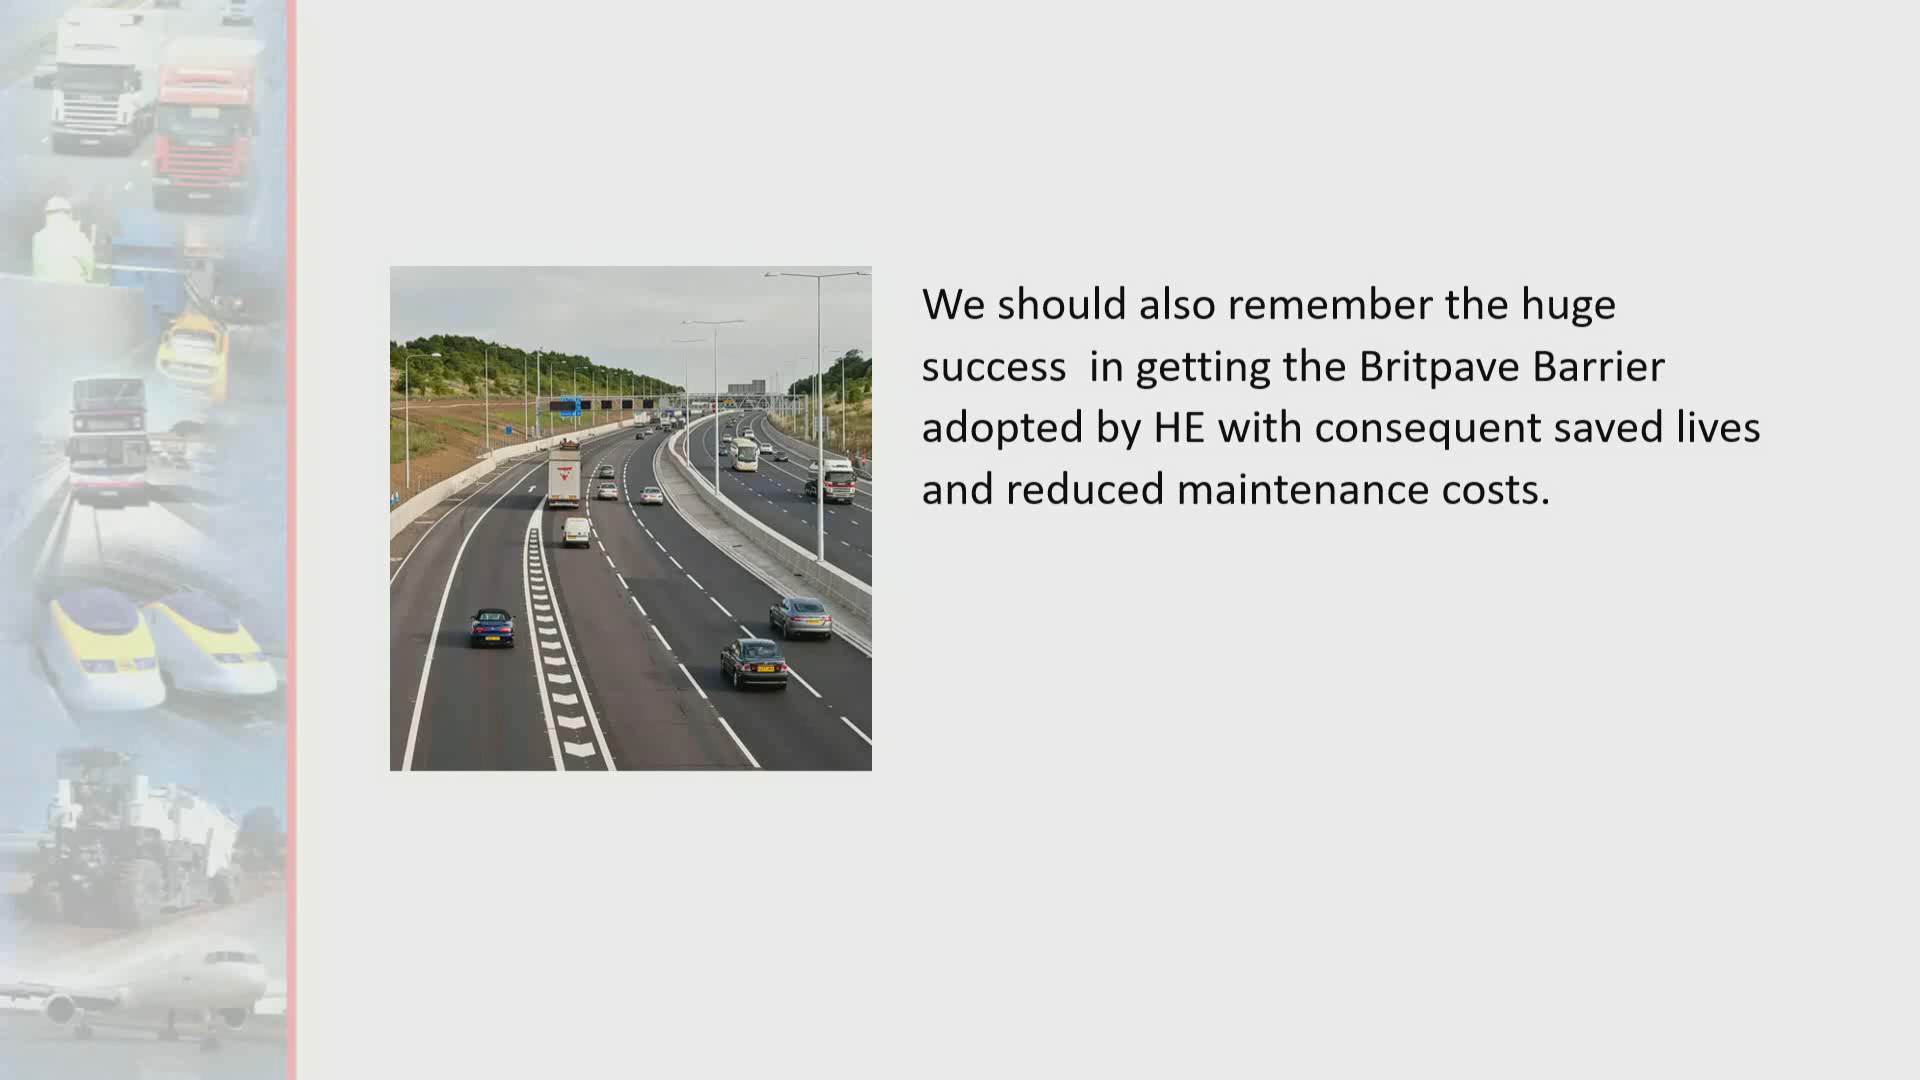 We should also remember the huge
success  in getting the Britpave Barrier
adopted by HE with consequent saved lives
and reduced maintenance costs.